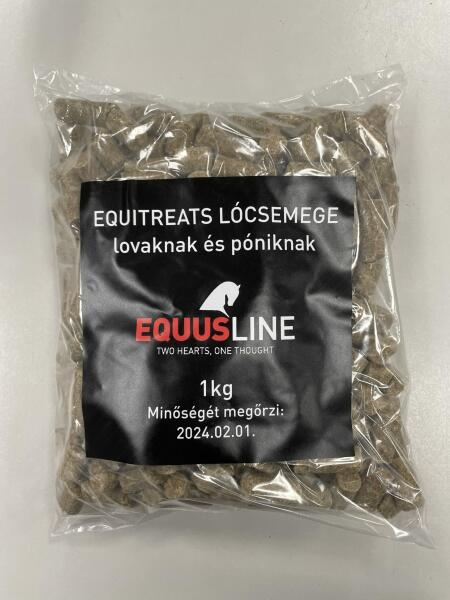 EQUITREATS LÓCSEMEGE
lovaknak és póniknak
EQUUSLINE
TWO HEARTS, ONE THOUGHT
1kg
Minőségét megőrzi:
2024.02.01.